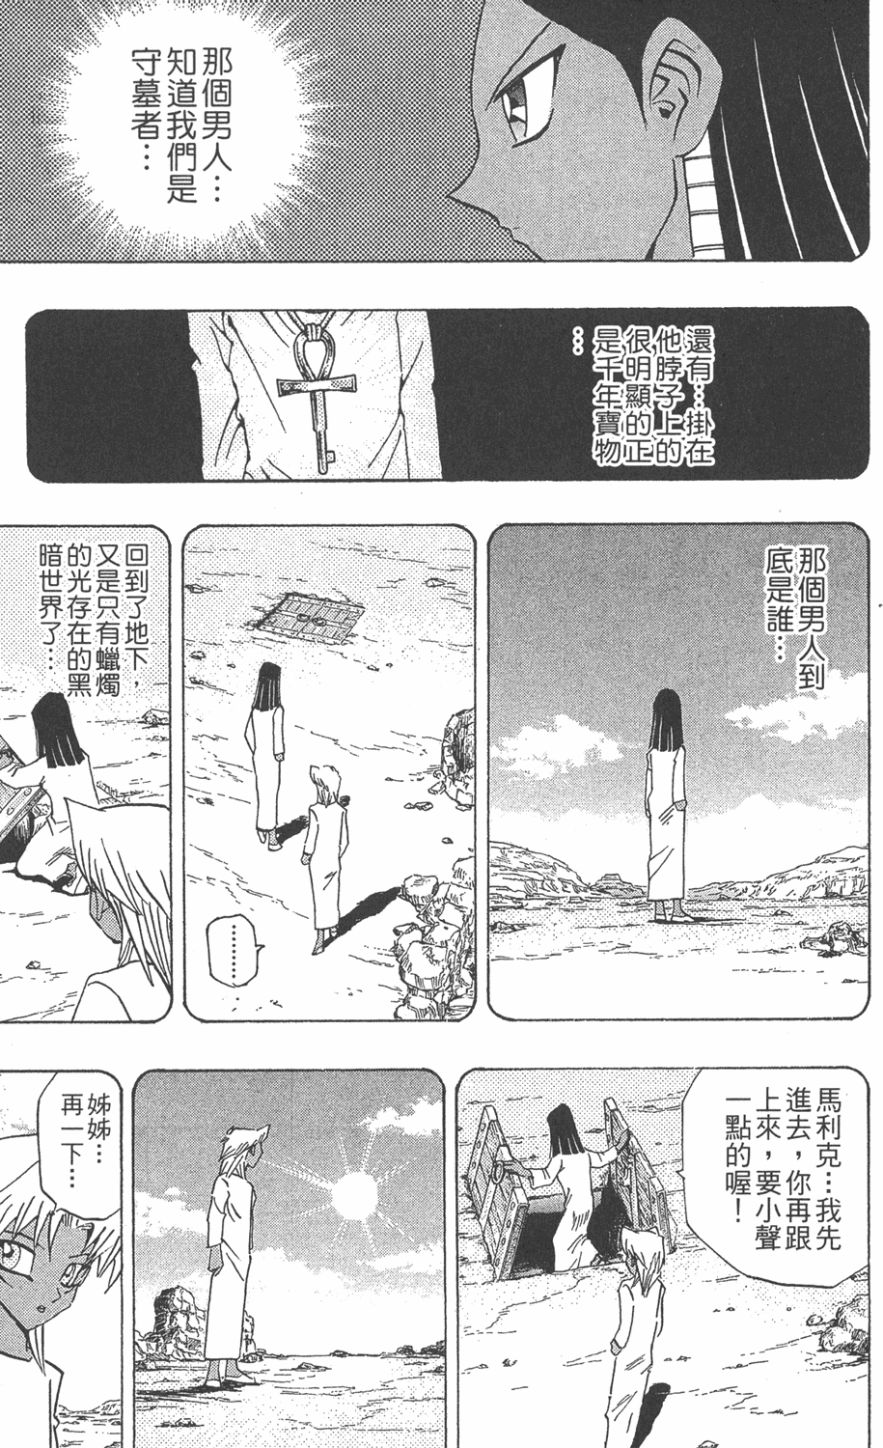 那個男人…
知道我們是
守墓者…
還有…掛在
他脖子上的
很明顯的正
是千年寶物
…
那個男人到
底是誰…
………
回到了地下，
又是只有蠟燭
的光存在的黑
暗世界了…
馬利克…我先
進去，你再跟
上來，要小聲
一點的喔！
姊姊…
再一下…